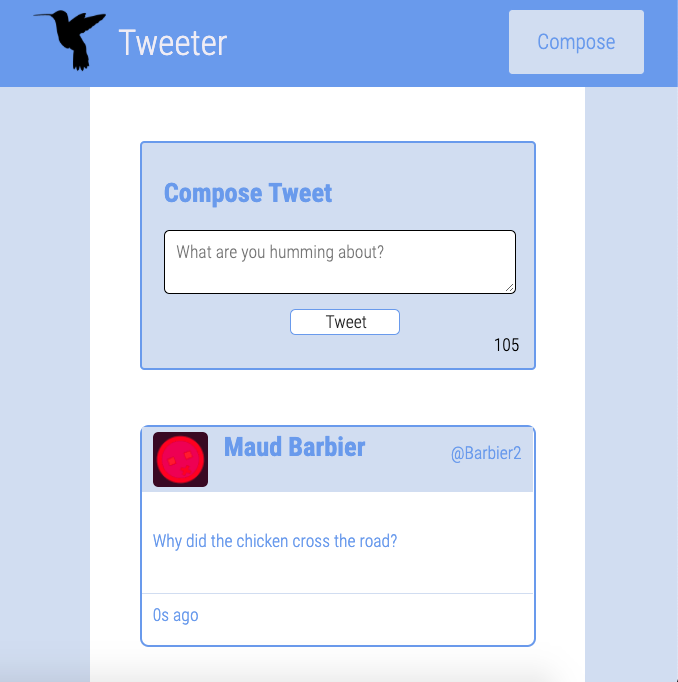 Tweeter
Compose
Compose Tweet
What are you humming about?
Tweet
105
Maud Barbier
@Barbier2
Why did the chicken cross the road?
0s ago